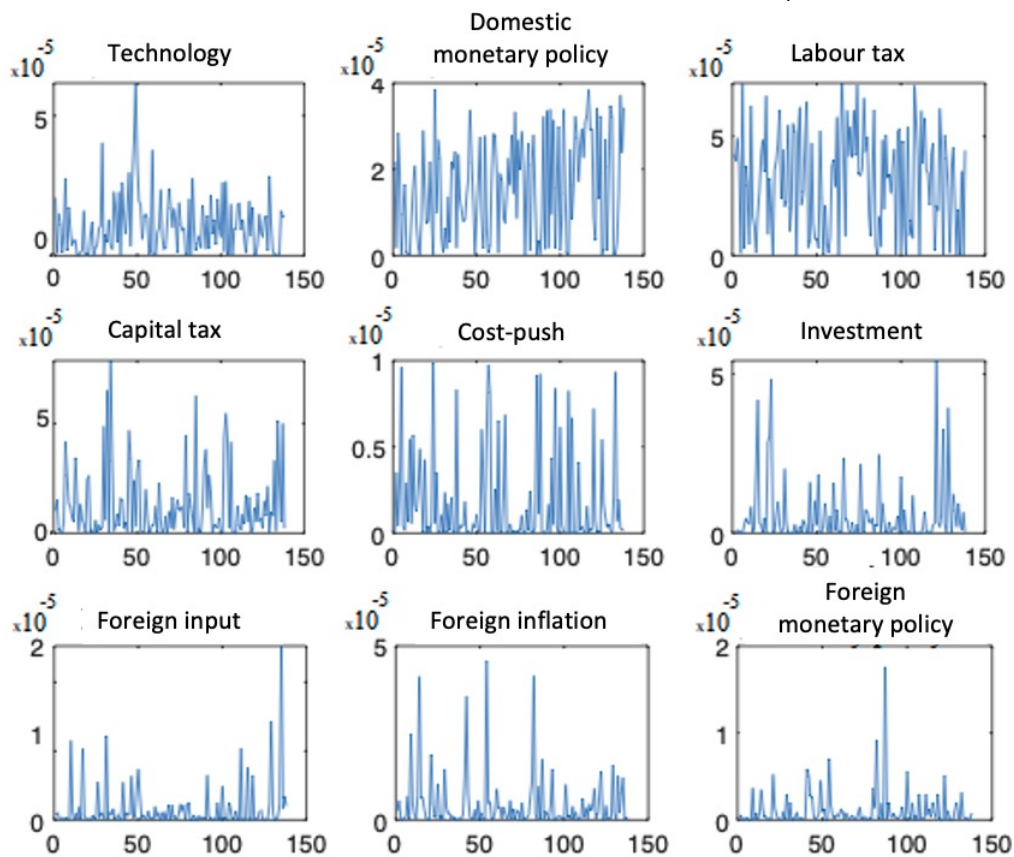 Technology
x10-5
5
0
0 50 100 150
Domestic
monetary policy
x10-5
4
2
0
0 50 100 150
Labour tax
x10-5
5
0
0 50 100 150
Capital tax
x10-5
5
0
0 50 100 150
Cost-push
x10-5
1
0.5
0
0 50 100 150
Investment
x10-5
5
0
0 50 100 150
Foreign input
x10-5
2
1
0
0 50 100 150
Foreign inflation
x10-5
5
0
0 50 100 150
Foreign
monetary policy
x10-5
2
1
0
0 50 100 150